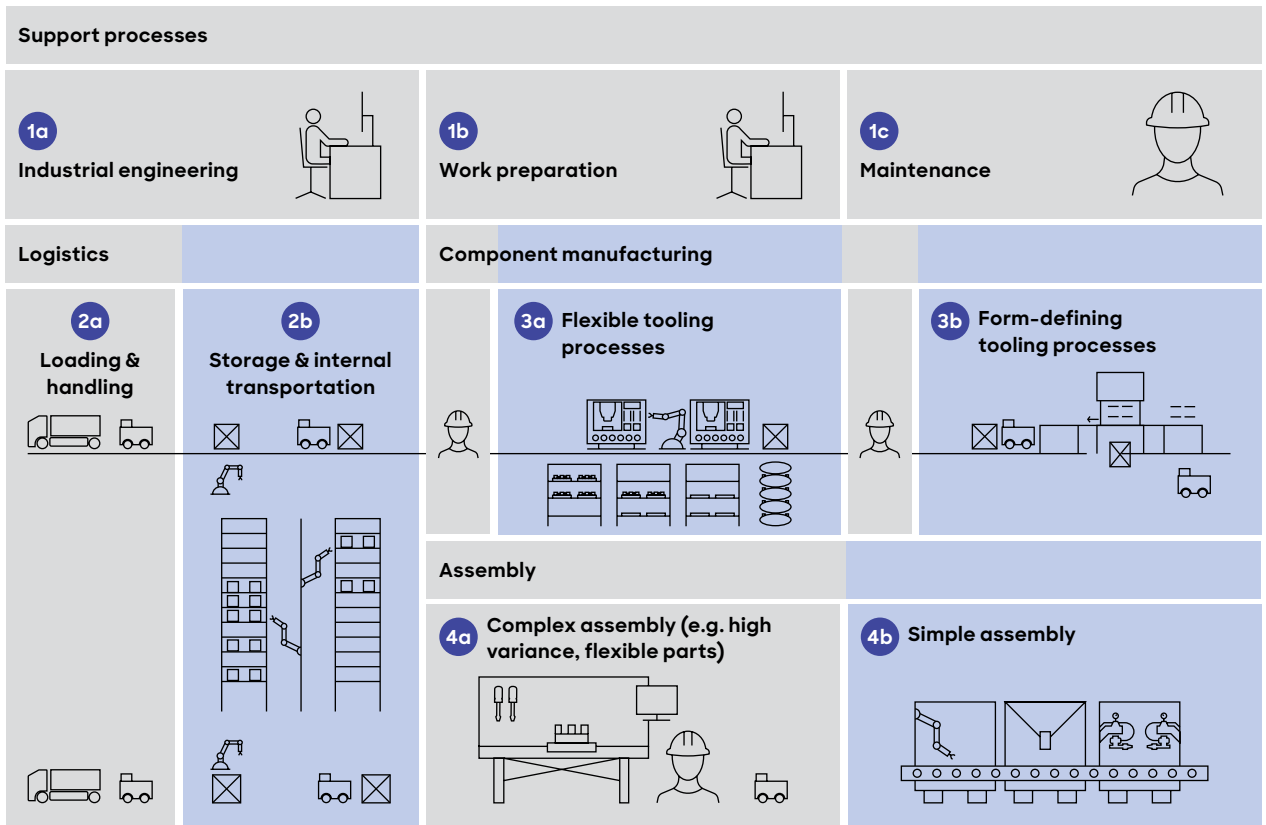 Support processes
1a
Industrial engineering
1b
Work preparation
1c
Maintenance
Logistics
Component manufacturing
2a
Loading &
handling
2b
Storage & internal
transportation
3a
Flexible tooling
processes
3b
Form-defining
tooling processes
Assembly
4a
Complex assembly (e.g. high
variance, flexible parts)
4b
Simple assembly